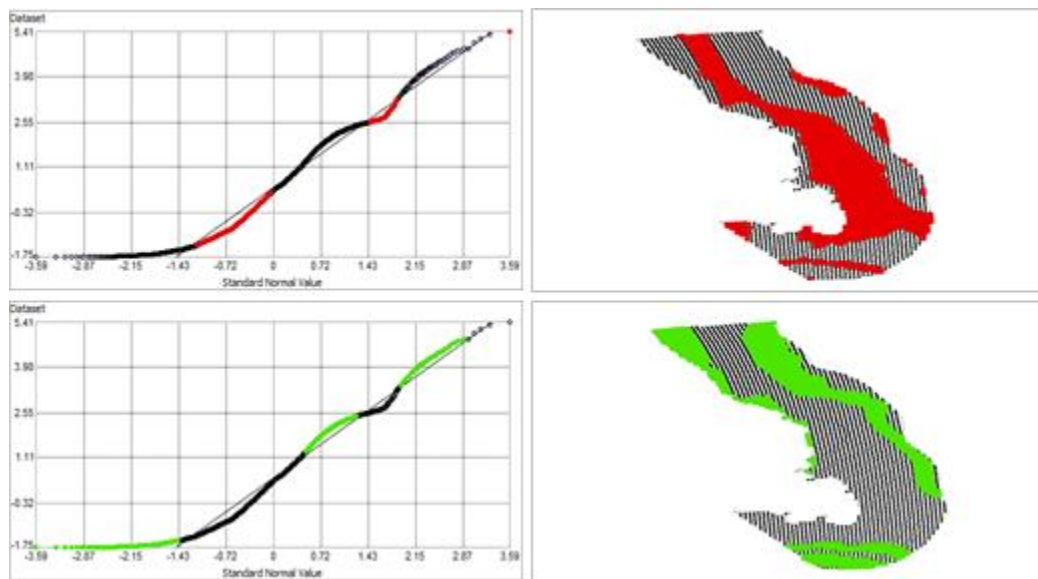 Dataset
5.41
3.98
2.55
1.11
-0.32
-1.75
-3.59 -2.87 -2.15 -1.43 -0.72 0 0.72 1.43 2.15 2.87 3.59
Standard Normal Value
Dataset
5.41
3.98
2.55
1.11
-0.32
-1.75
-3.59 -2.87 -2.15 -1.43 -0.72 0 0.72 1.43 2.15 2.87 3.59
Standard Normal Value